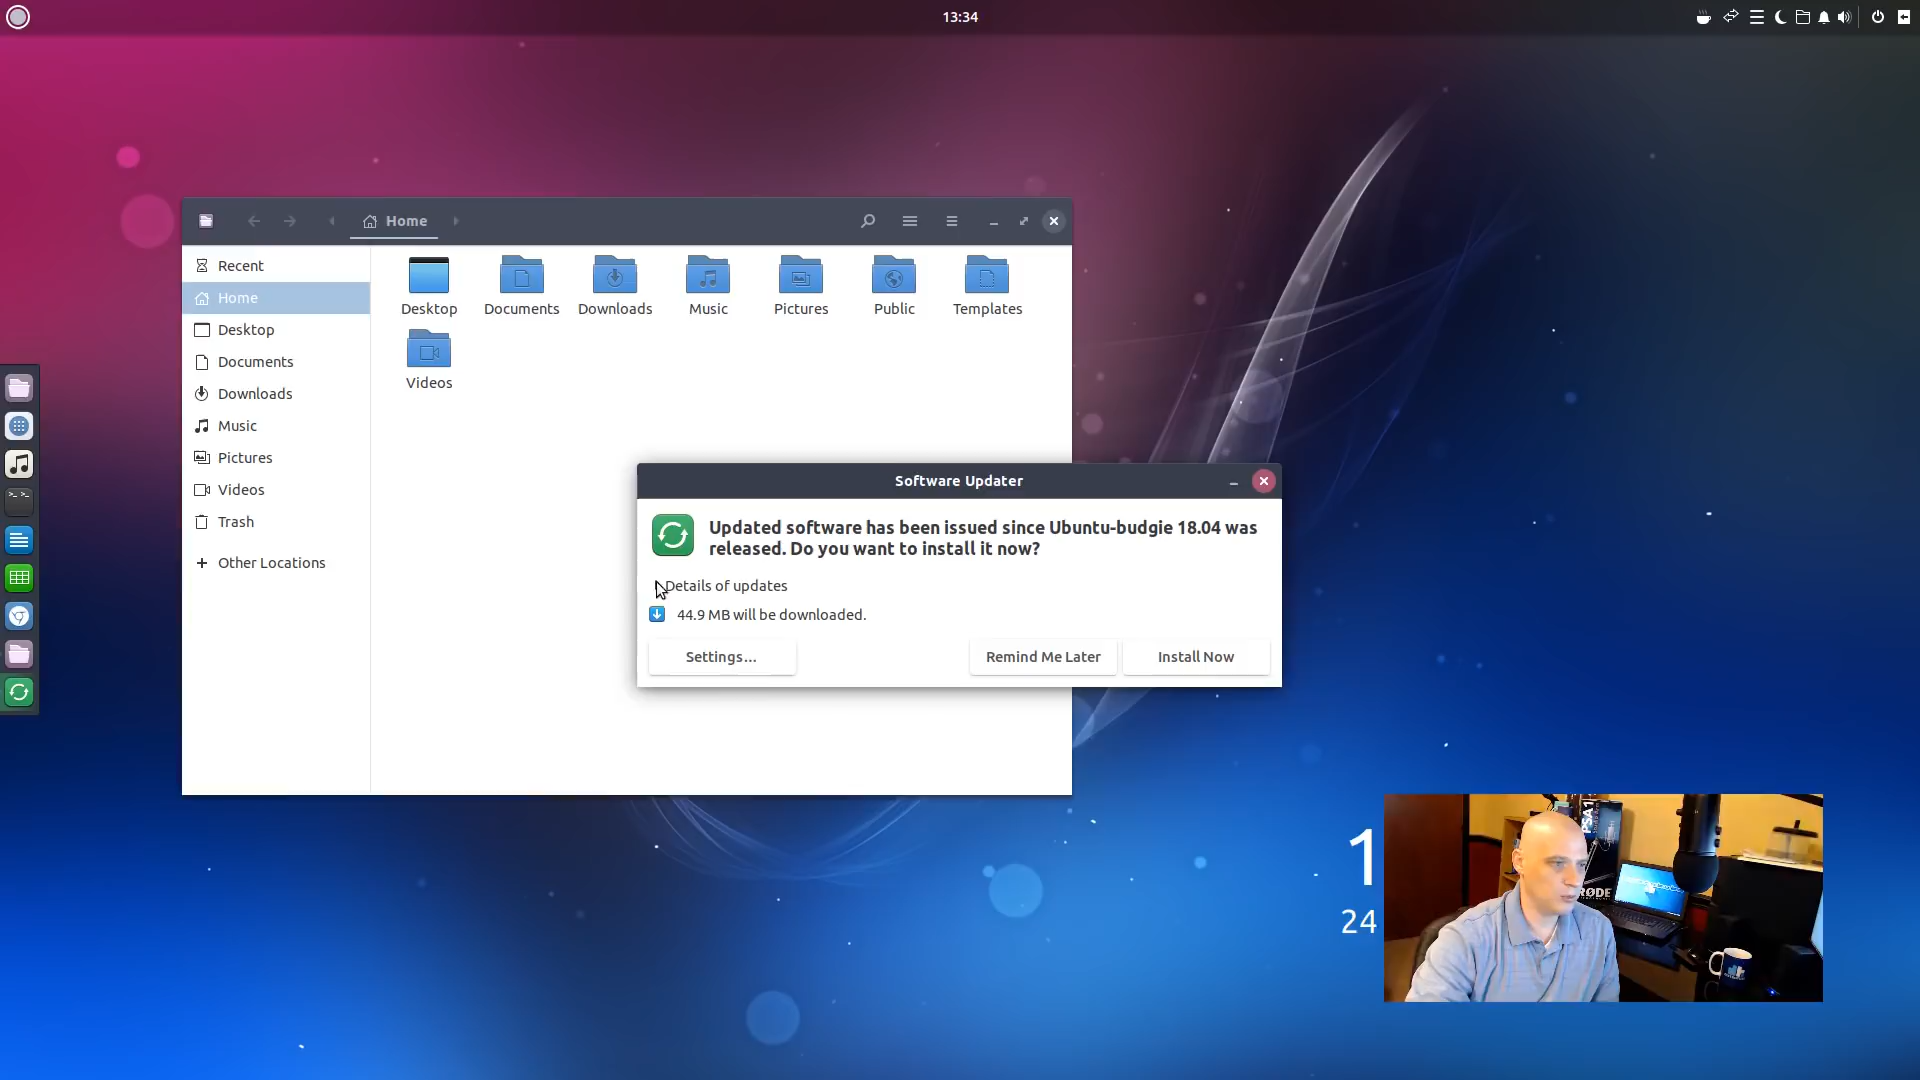 13:34
Home
Recent
Home
Desktop
Documents
Downloads
Music
Pictures
Videos
Trash
Other Locations
Desktop
Documents
Downloads
Music
Pictures
Public
Templates
Videos
Software Updater
Updated software has been issued since Ubuntu-budgie 18.04 was
released. Do you want to install it now?
Details of updates
44.9 MB will be downloaded.
Settings...
Remind Me Later
Install Now
1
24
PSA1
RØDE